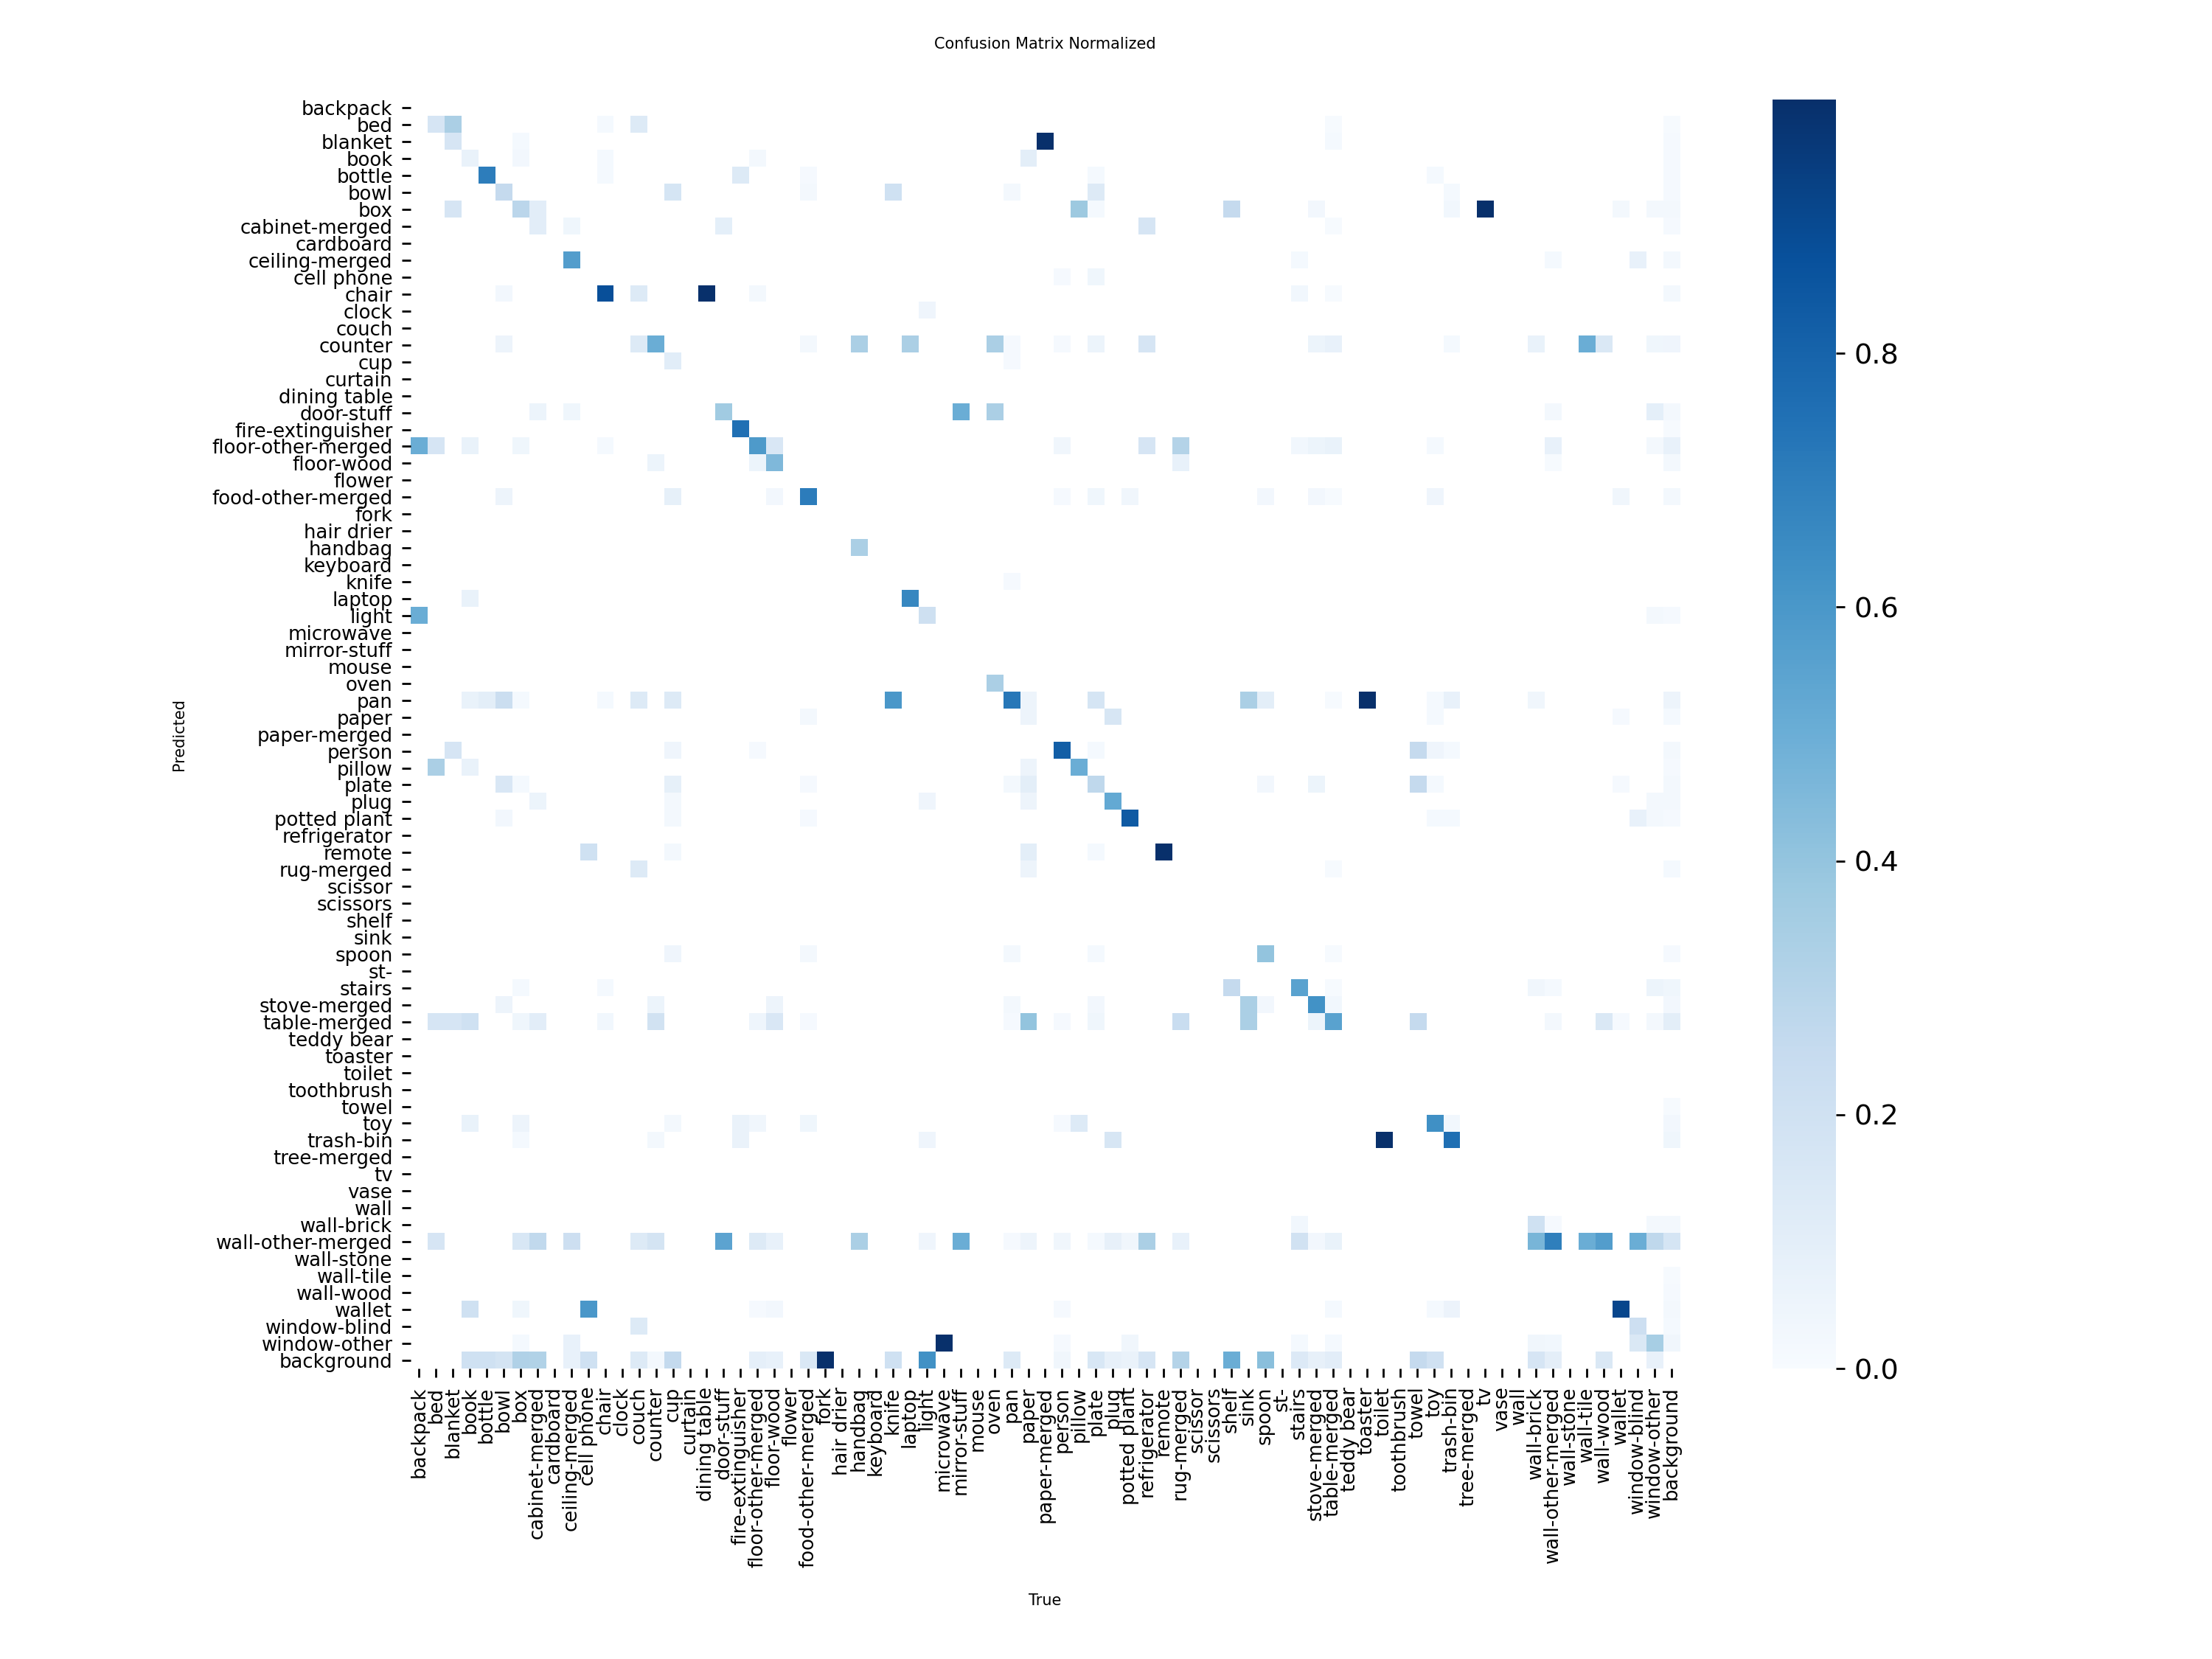 Confusion Matrix Normalized
backpack
bed
blanket
book
bottle
bowl
box
cabinet-merged
cardboard
ceiling-merged
cell phone
chair
clock
couch
counter
cup
curtain
dining table
door-stuff
fire-extinguisher
floor-other-merged
floor-wood
flower
food-other-merged
fork
hair drier
handbag
keyboard
knife
laptop
light
microwave
mirror-stuff
mouse
oven
pan
paper
paper-merged
person
pillow
plate
plug
potted plant
refrigerator
remote
rug-merged
scissor
scissors
shelf
sink
spoon
st-
stairs
stove-merged
table-merged
teddy bear
toaster
toilet
toothbrush
towel
toy
trash-bin
tree-merged
tv
vase
wall
wall-brick
wall-other-merged
wall-stone
wall-tile
wall-wood
wallet
window-blind
window-other
background
Predicted
backpack
bed
blanket
book
bottle
bowl
box
cabinet-merged
cardboard
ceiling-merged
cell phone
chair
clock
couch
counter
cup
curtain
dining table
door-stuff
fire-extinguisher
floor-other-merged
floor-wood
flower
food-other-merged
fork
hair drier
handbag
keyboard
knife
laptop
light
microwave
mirror-stuff
mouse
oven
pan
paper
paper-merged
person
pillow
plate
plug
potted plant
refrigerator
remote
rug-merged
scissor
scissors
shelf
sink
spoon
st-
stairs
stove-merged
table-merged
teddy bear
toaster
toilet
toothbrush
towel
toy
trash-bin
tree-merged
tv
vase
wall
wall-brick
wall-other-merged
wall-stone
wall-tile
wall-wood
wallet
window-blind
window-other
background
True
0.8
0.6
0.4
0.2
0.0